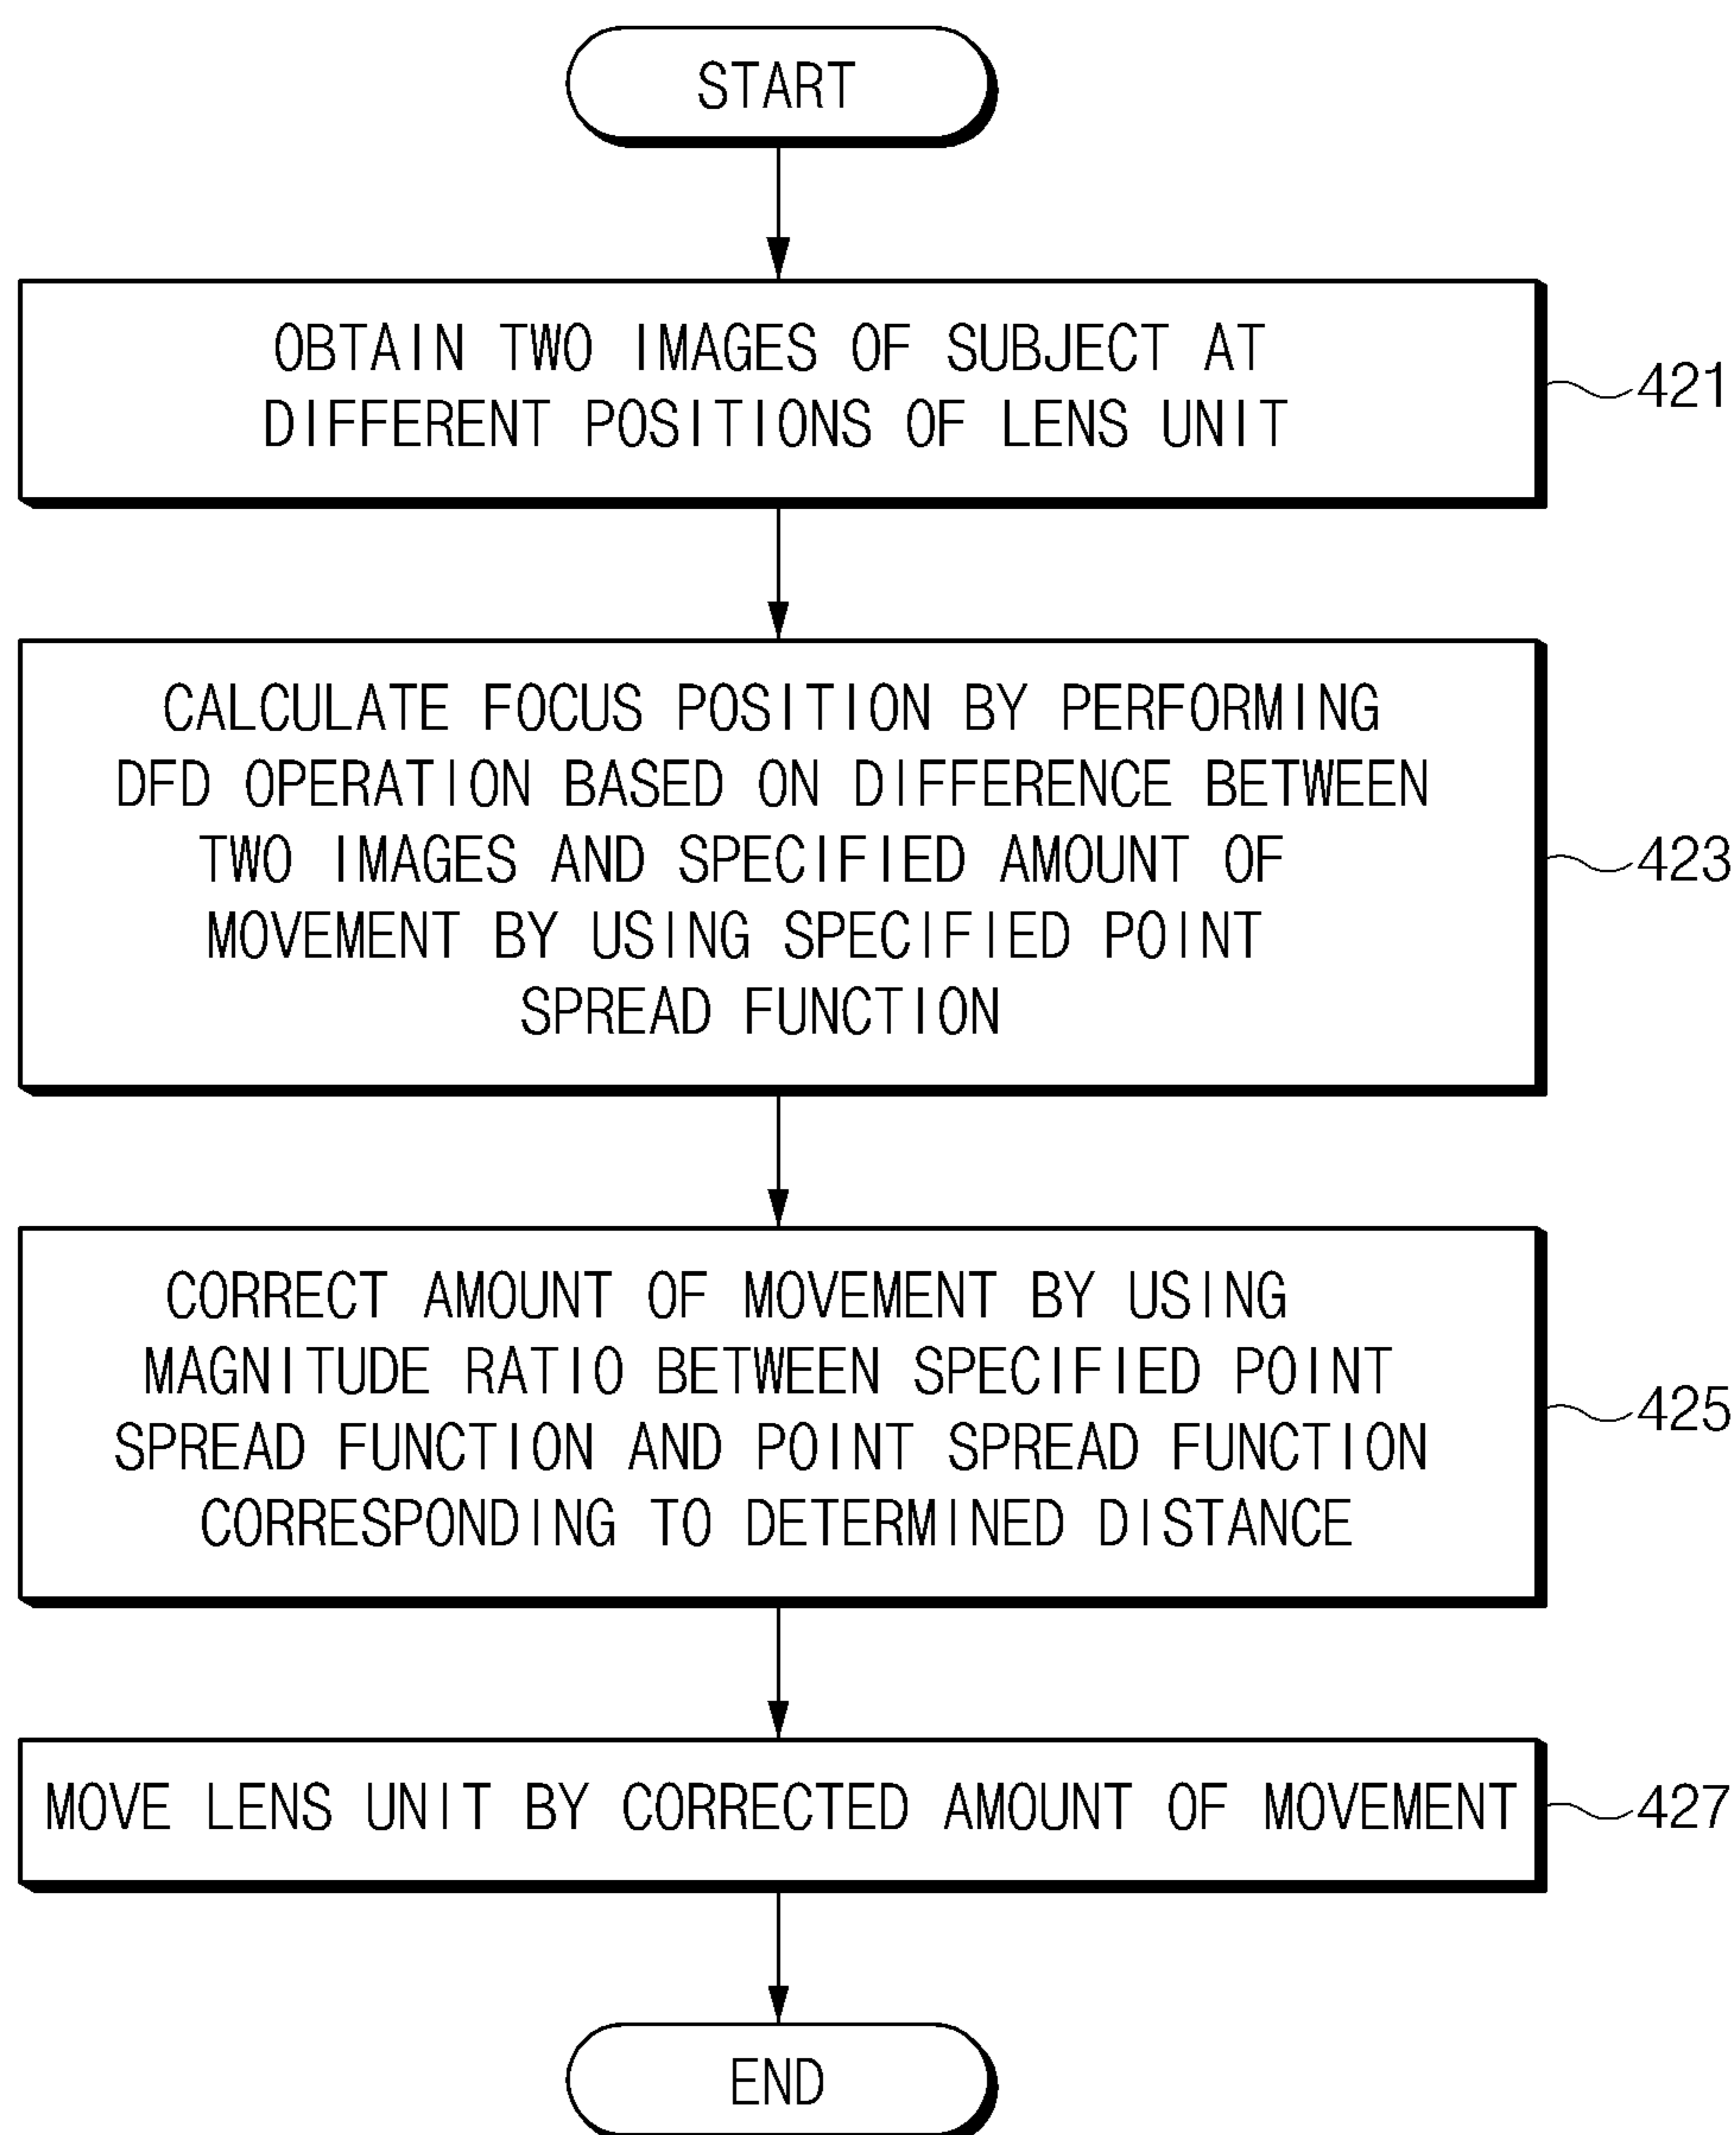 START
OBTAIN TWO IMAGES OF SUBJECT AT
DIFFERENT POSITIONS OF LENS UNIT
421
CALCULATE FOCUS POSITION BY PERFORMING
DFD OPERATION BASED ON DIFFERENCE BETWEEN
TWO IMAGES AND SPECIFIED AMOUNT OF
MOVEMENT BY USING SPECIFIED POINT
SPREAD FUNCTION
423
CORRECT AMOUNT OF MOVEMENT BY USING
MAGNITUDE RATIO BETWEEN SPECIFIED POINT
SPREAD FUNCTION AND POINT SPREAD FUNCTION
CORRESPONDING TO DETERMINED DISTANCE
425
MOVE LENS UNIT BY CORRECTED AMOUNT OF MOVEMENT
427
END